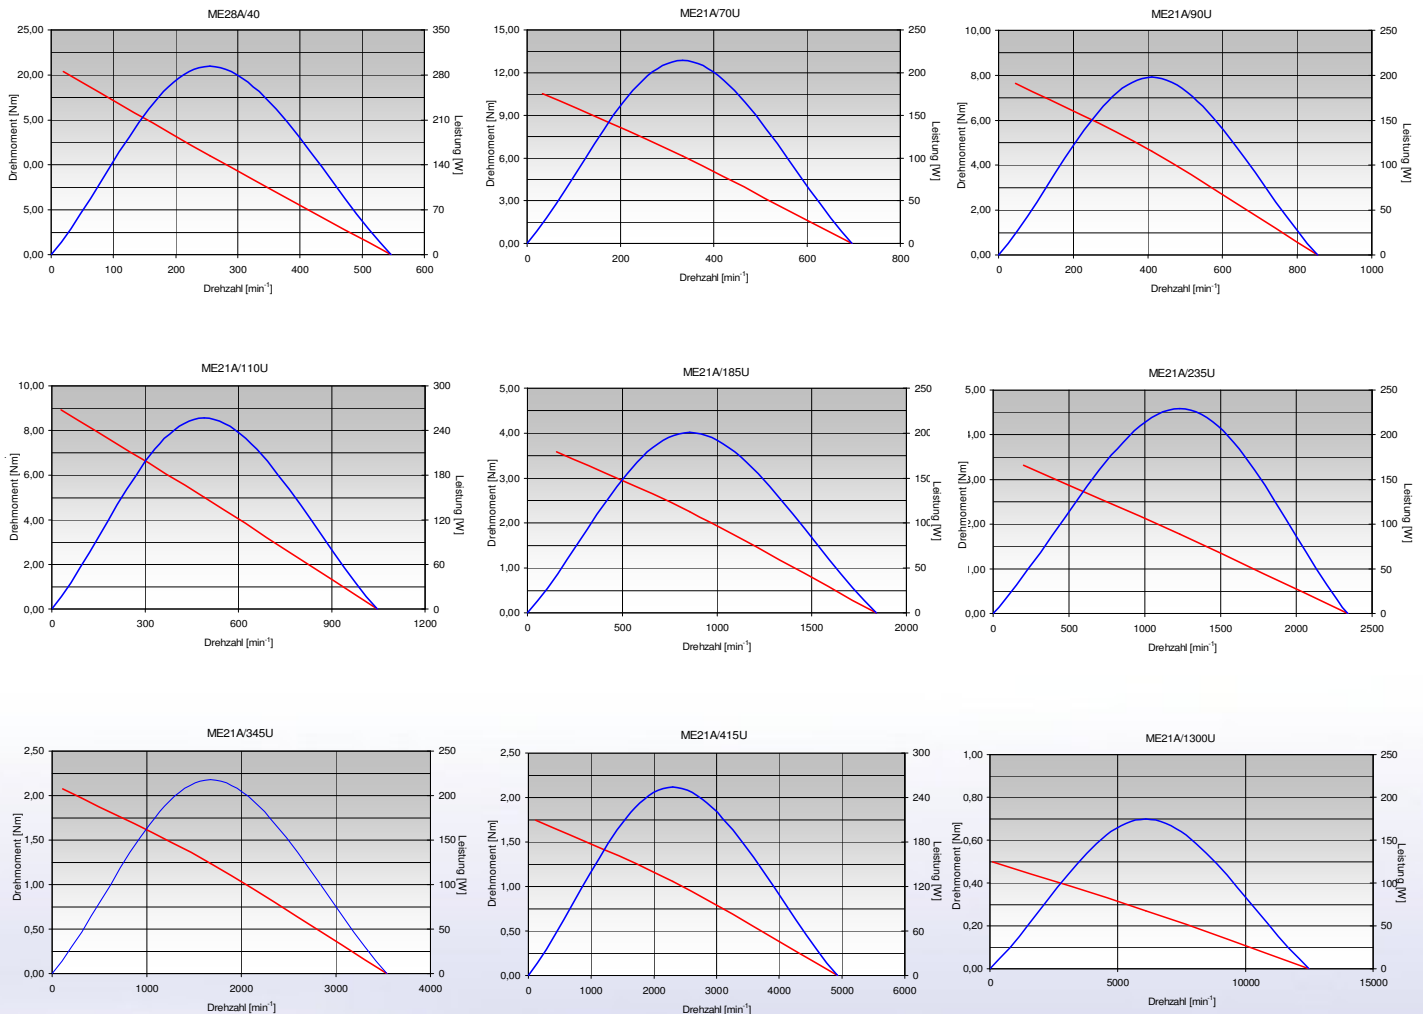 ME28A/40
25,00
20,00
5,00
0,00
5,00
0,00
Drehmoment [Nm]
350
280
210
140
70
0
Leistung [W]
0 100 200 300 400 500 600
Drehzahl [min⁻¹]
ME21A/70U
15,00
12,00
9,00
6,00
3,00
0,00
Drehmoment [Nm]
250
200
150
100
50
0
Leistung [W]
0 200 400 600 800
Drehzahl [min⁻¹]
ME21A/90U
10,00
8,00
6,00
4,00
2,00
0,00
Drehmoment [Nm]
250
200
150
100
50
0
Leistung [W]
0 200 400 600 800 1000
Drehzahl [min⁻¹]
ME21A/110U
10,00
8,00
6,00
4,00
2,00
0,00
Drehmoment [Nm]
300
240
180
120
60
0
Leistung [W]
0 300 600 900 1200
Drehzahl [min⁻¹]
ME21A/185U
5,00
4,00
3,00
2,00
1,00
0,00
Drehmoment [Nm]
250
200
150
100
50
0
Leistung [W]
0 500 1000 1500 2000
Drehzahl [min⁻¹]
ME21A/235U
5,00
4,00
3,00
2,00
1,00
0,00
Drehmoment [Nm]
250
200
150
100
50
0
Leistung [W]
0 500 1000 1500 2000 2500
Drehzahl [min⁻¹]
ME21A/345U
2,50
2,00
1,50
1,00
0,50
0,00
Drehmoment [Nm]
250
200
150
100
50
0
Leistung [W]
0 1000 2000 3000 4000
Drehzahl [min⁻¹]
ME21A/415U
2,50
2,00
1,50
1,00
0,50
0,00
Drehmoment [Nm]
300
240
180
120
60
0
Leistung [W]
0 1000 2000 3000 4000 5000 6000
Drehzahl [min⁻¹]
ME21A/1300U
1,00
0,80
0,60
0,40
0,20
0,00
Drehmoment [Nm]
250
200
150
100
50
0
Leistung [W]
0 5000 10000 15000
Drehzahl [min⁻¹]